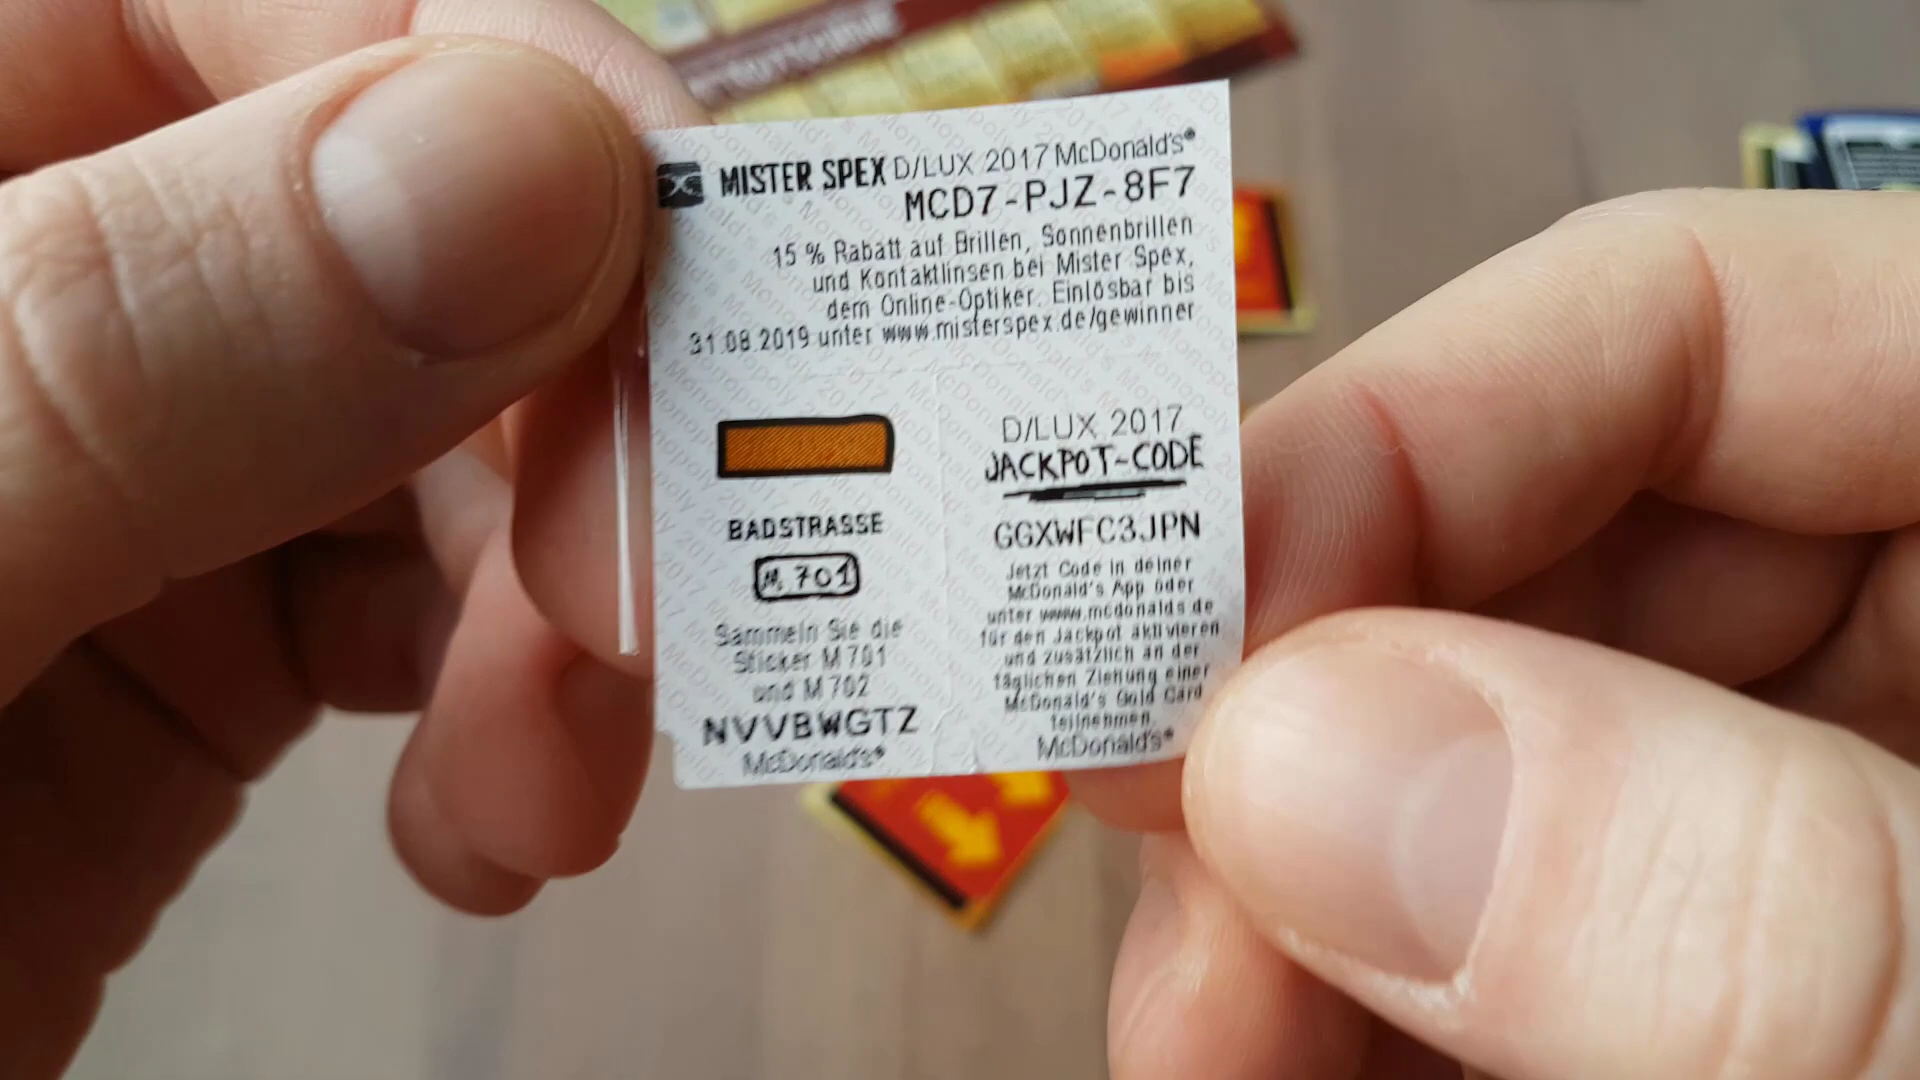 MISTER SPEX D/LUX 2017 McDonald's®
MCD7-PJZ-8F7
15 % Rabatt auf Brillen, Sonnenbrillen
und Kontaktlinsen bei Mister Spex,
dem Online-Optiker. Einlösbar bis
31.08.2019 unter www.misterspex.de/gewinner
BADSTRASSE
M 701
Sammeln Sie die
Sticker M 701
und M 702
NVVBWGTZ
McDonald's®
D/LUX 2017
JACKPOT-CODE
GGXWFC3JPN
Jetzt Code in deiner
McDonald's App oder
unter www.mcdonalds.de
für den Jackpot aktivieren
und zusätzlich an der
täglichen Ziehung einer
McDonald's Gold Card
teilnehmen.
McDonald's®